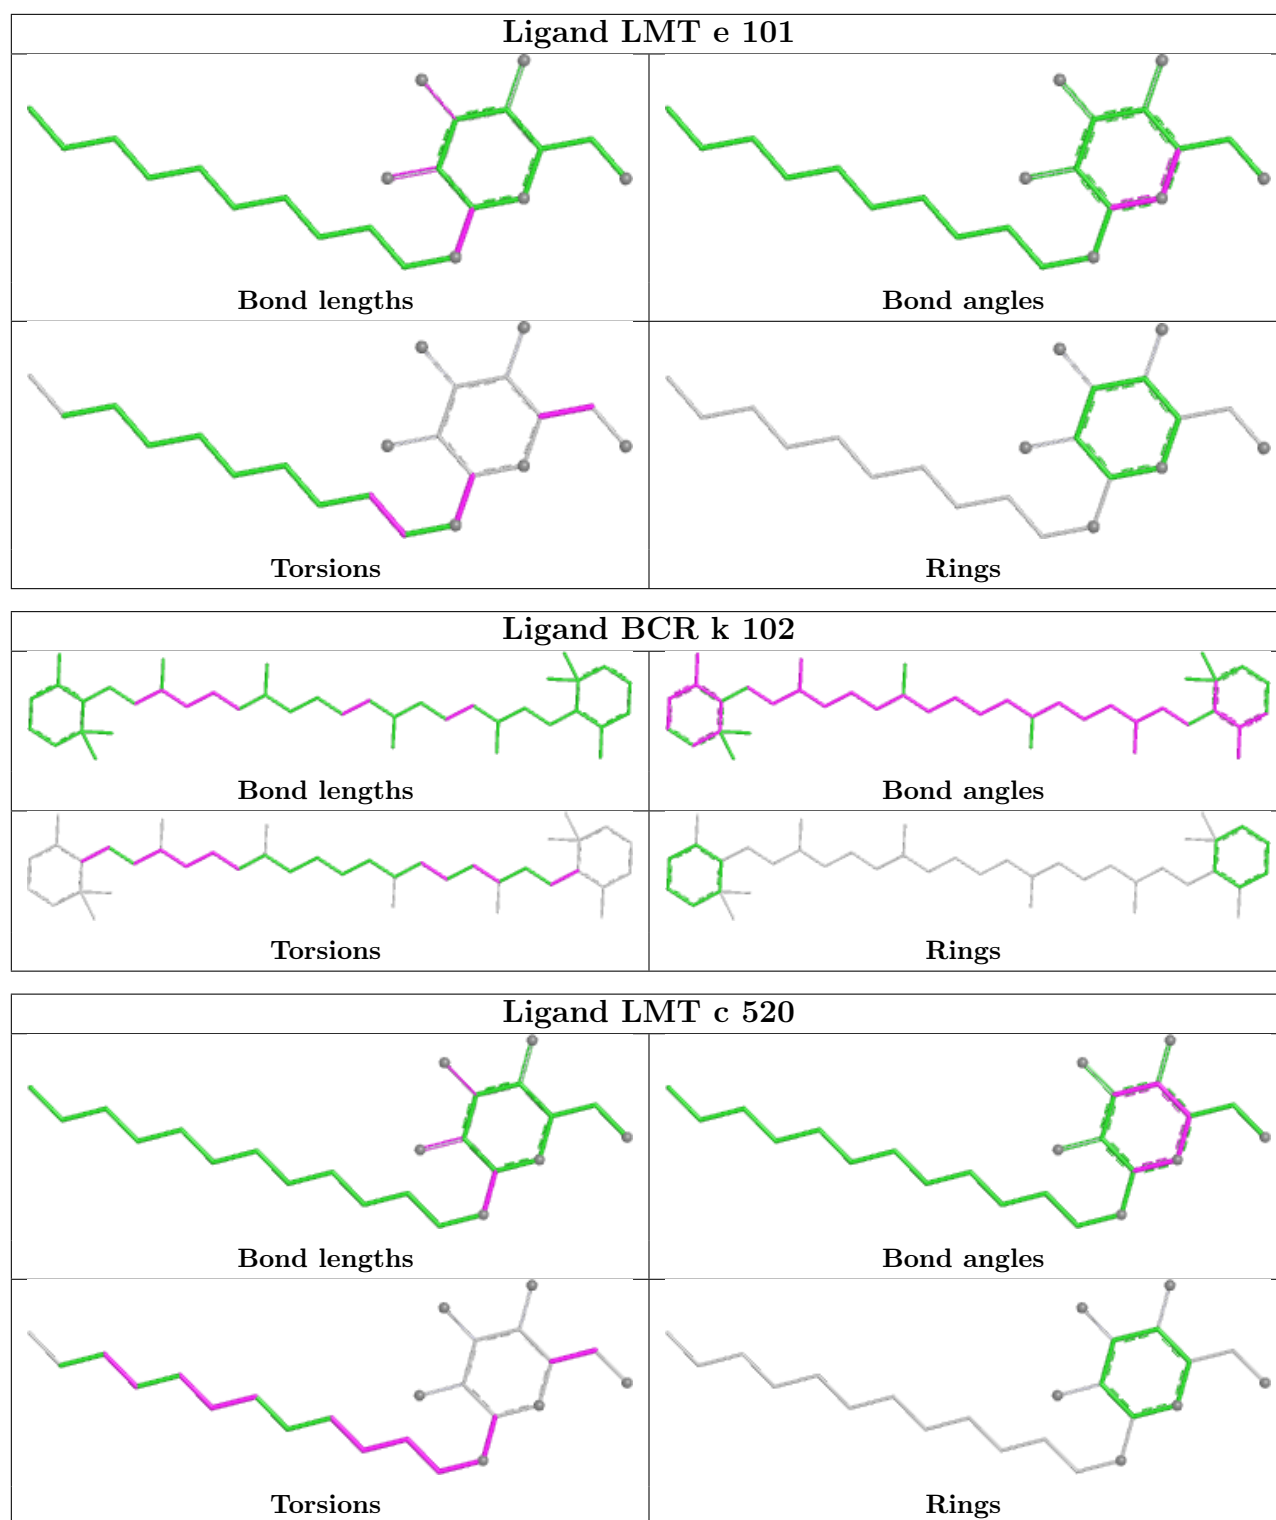 Ligand LMT e 101
Bond lengths
Bond angles
Torsions
Rings
Ligand BCR k 102
Bond lengths
Bond angles
Torsions
Rings
Ligand LMT c 520
Bond lengths
Bond angles
Torsions
Rings